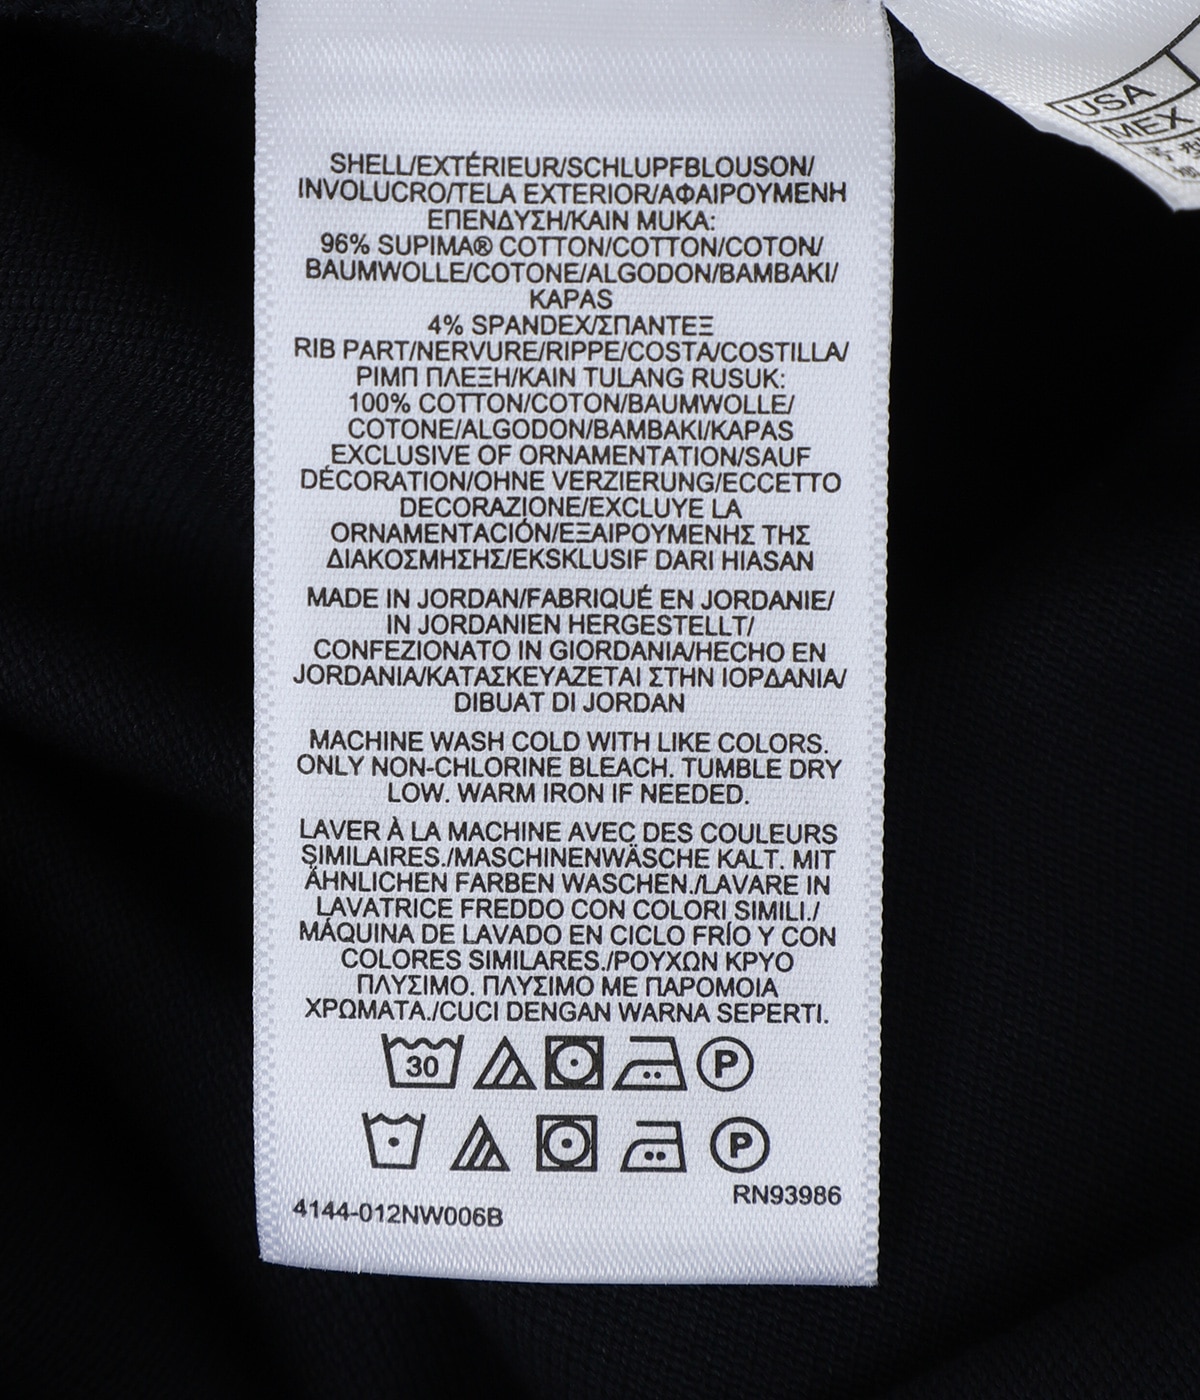 SHELL/EXTÉRIEUR/SCHLUPFBLOUSON/
INVOLUCRO/TELA EXTERIOR/ΑΦΑΙΡΟΥΜΕΝΗ
ΕΠΕΝΔΥΣΗ/KAIN MUKA:
96% SUPIMA® COTTON/COTTON/COTON/
BAUMWOLLE/COTONE/ALGODON/BAMBAKI/
KAPAS
4% SPANDEX/ΣΠΑΝΤΕΞ
RIB PART/NERVURE/RIPPE/COSTA/COSTILLA/
ΡΙΜΠ ΠΛΕΞΗ/KAIN TULANG RUSUK:
100% COTTON/COTON/BAUMWOLLE/
COTONE/ALGODON/BAMBAKI/KAPAS
EXCLUSIVE OF ORNAMENTATION/SAUF
DÉCORATION/OHNE VERZIERUNG/ECCETTO
DECORAZIONE/EXCLUYE LA
ORNAMENTACIÓN/ΕΞΑΙΡΟΥΜΕΝΗΣ ΤΗΣ
ΔΙΑΚΟΣΜΗΣΗΣ/EKSKLUSIF DARI HIASAN
MADE IN JORDAN/FABRIQUÉ EN JORDANIE/
IN JORDANIEN HERGESTELLT/
CONFEZIONATO IN GIORDANIA/HECHO EN
JORDANIA/ΚΑΤΑΣΚΕΥΑΖΕΤΑΙ ΣΤΗΝ ΙΟΡΔΑΝΙΑ/
DIBUAT DI JORDAN
MACHINE WASH COLD WITH LIKE COLORS.
ONLY NON-CHLORINE BLEACH. TUMBLE DRY
LOW. WARM IRON IF NEEDED.
LAVER À LA MACHINE AVEC DES COULEURS
SIMILAIRES./MASCHINENWÄSCHE KALT. MIT
ÄHNLICHEN FARBEN WASCHEN./LAVARE IN
LAVATRICE FREDDO CON COLORI SIMILI./
MÁQUINA DE LAVADO EN CICLO FRÍO Y CON
COLORES SIMILARES./ΡΟΥΧΩΝ ΚΡΥΟ
ΠΛΥΣΙΜΟ. ΠΛΥΣΙΜΟ ΜΕ ΠΑΡΟΜΟΙΑ
ΧΡΩΜΑΤΑ./CUCI DENGAN WARNA SEPERTI.
30 P
P
RN93986
4144-012NW006B
USA
MEX